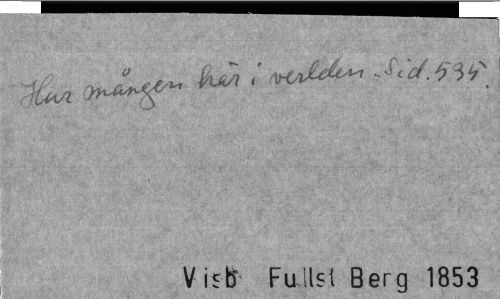 Hur mången här i verlden. Sid. 535.
Visb Fullst Berg 1853